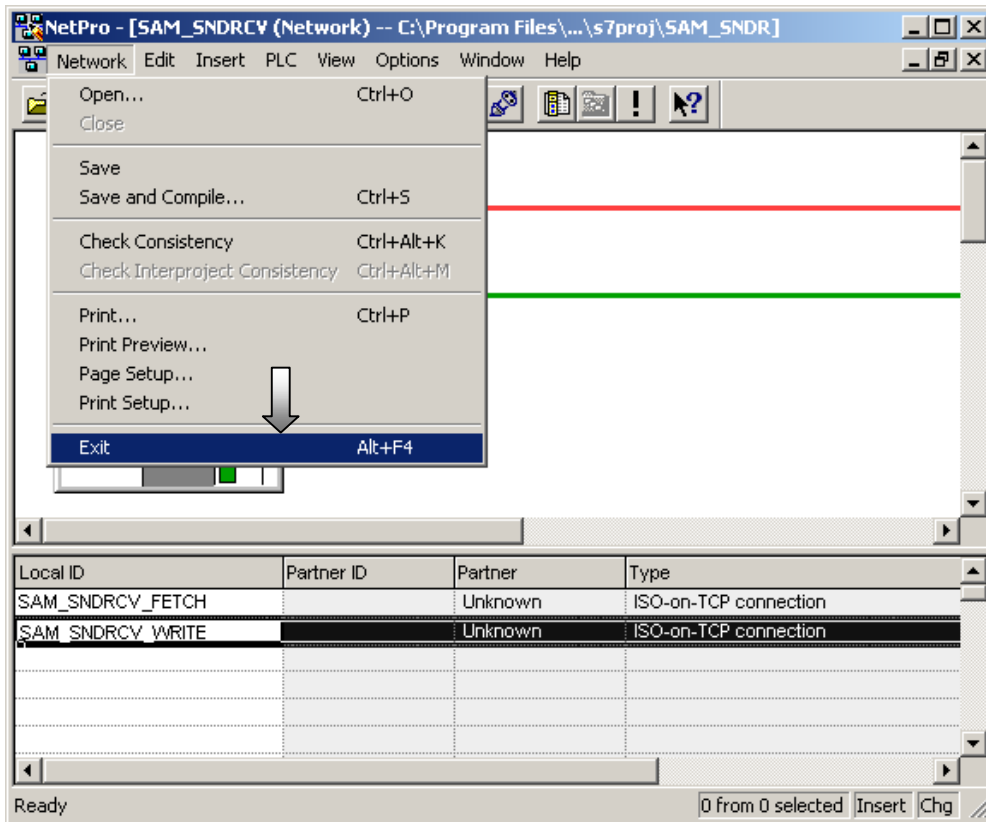 NetPro - [SAM_SNDRCV (Network) -- C:\Program Files\...\s7proj\SAM_SNDR]
Network Edit Insert PLC View Options Window Help
Open... Ctrl+O
Close
Save
Save and Compile... Ctrl+S
Check Consistency Ctrl+Alt+K
Check Interproject Consistency Ctrl+Alt+M
Print... Ctrl+P
Print Preview...
Page Setup...
Print Setup...
Exit Alt+F4
Local ID Partner ID Partner Type
SAM_SNDRCV_FETCH Unknown ISO-on-TCP connection
SAM_SNDRCV_WRITE Unknown ISO-on-TCP connection
Ready 0 from 0 selected Insert Chg